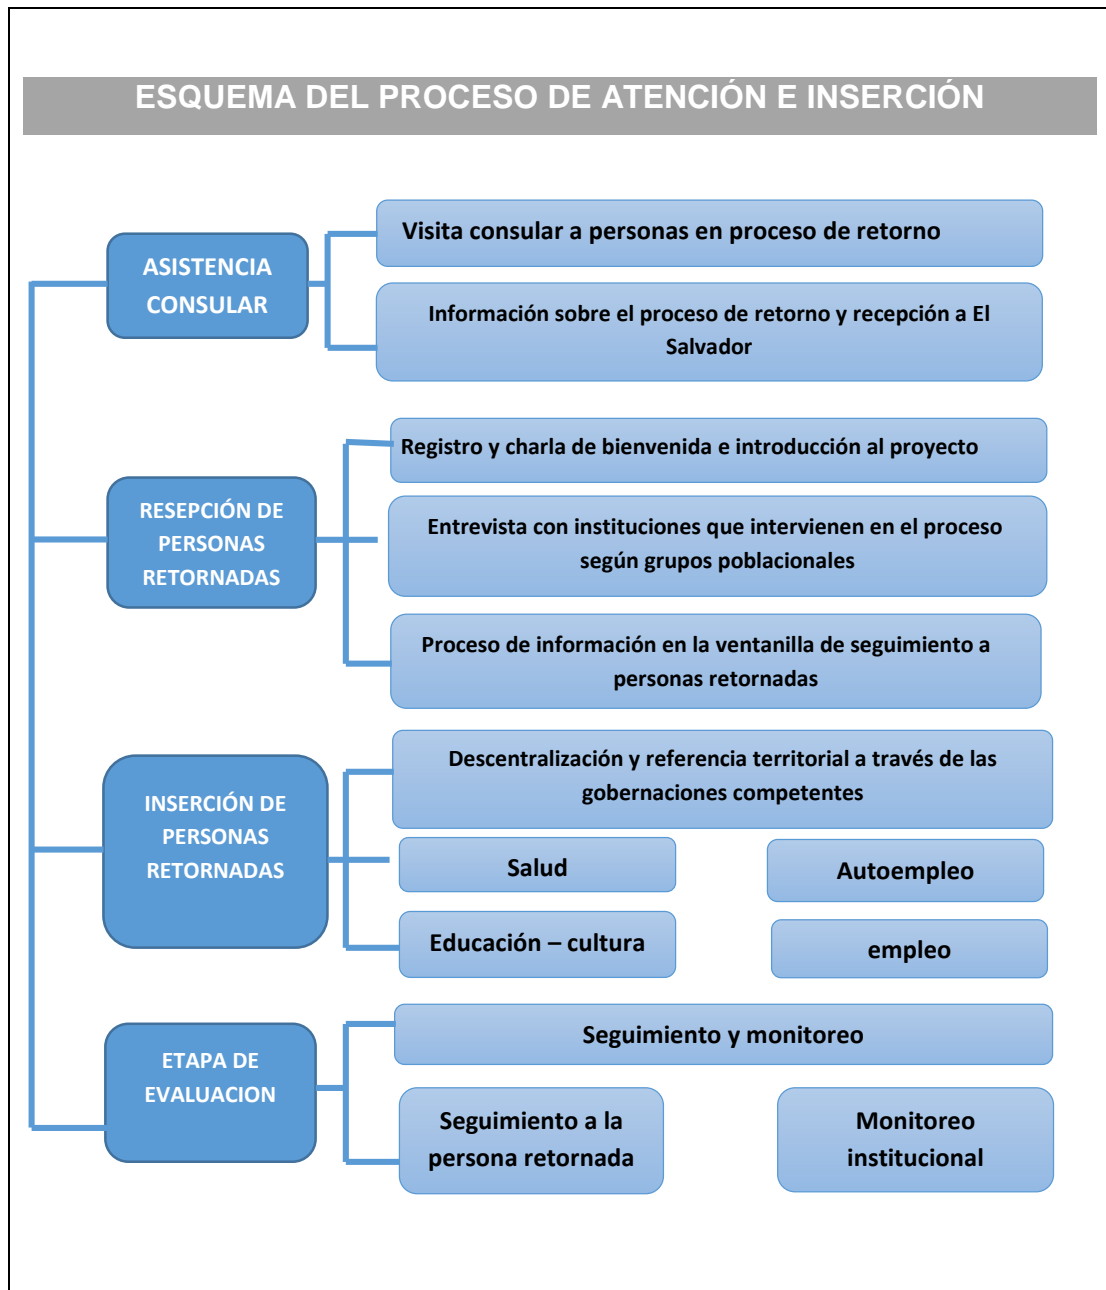 ESQUEMA DEL PROCESO DE ATENCIÓN E INSERCIÓN
ASISTENCIA
CONSULAR
Visita consular a personas en proceso de retorno
Información sobre el proceso de retorno y recepción a El
Salvador
RESEPCIÓN DE
PERSONAS
RETORNADAS
Registro y charla de bienvenida e introducción al proyecto
Entrevista con instituciones que intervienen en el proceso
según grupos poblacionales
Proceso de información en la ventanilla de seguimiento a
personas retornadas
INSERCIÓN DE
PERSONAS
RETORNADAS
Descentralización y referencia territorial a través de las
gobernaciones competentes
Salud
Autoempleo
Educación – cultura
empleo
ETAPA DE
EVALUACION
Seguimiento y monitoreo
Seguimiento a la
persona retornada
Monitoreo
institucional